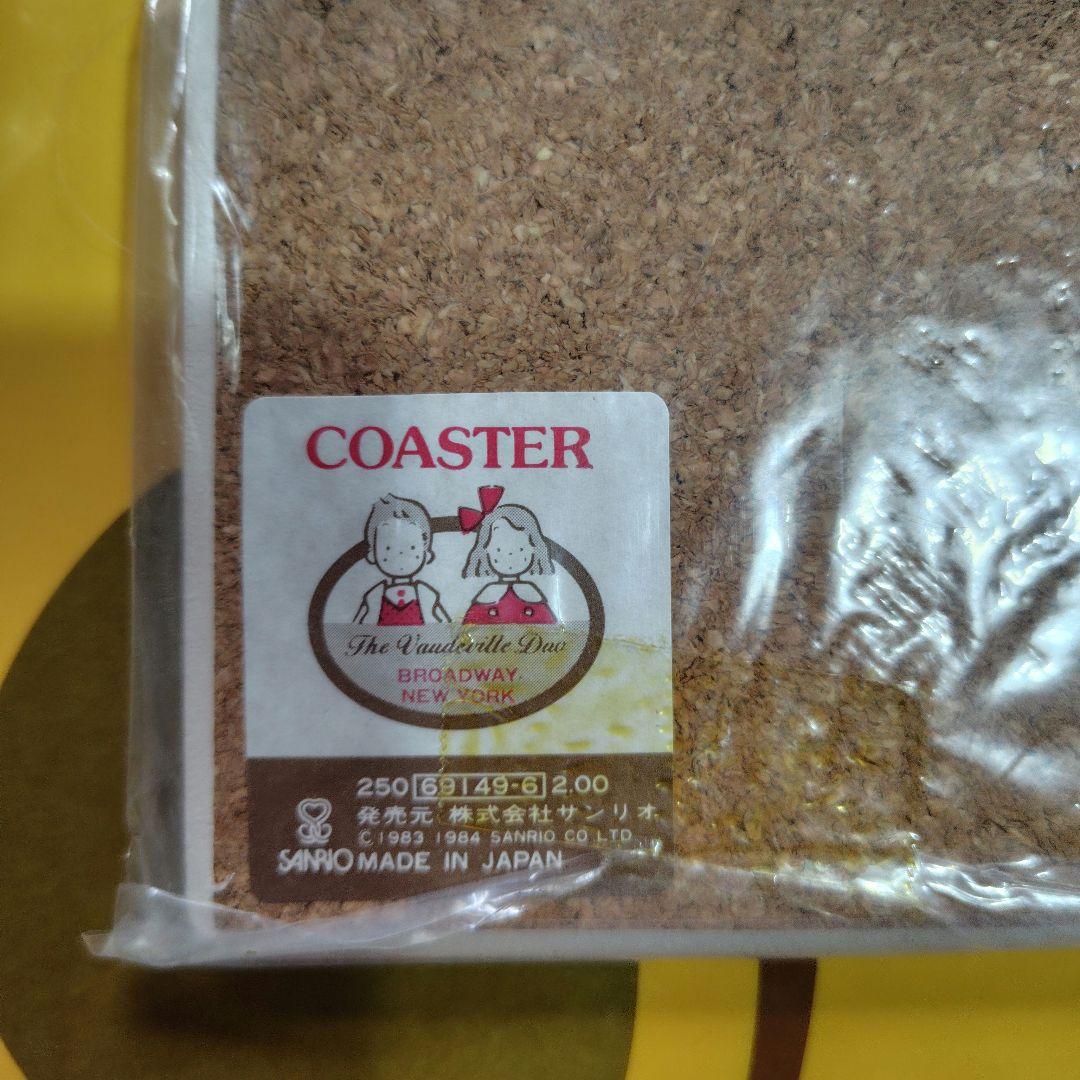 COASTER
The Vaudeville Duo
BROADWAY
NEW YORK
250 69149-6 2.00
発売元 株式会社サンリオ
© 1983 1984 SANRIO CO LTD.
SANRIO MADE IN JAPAN